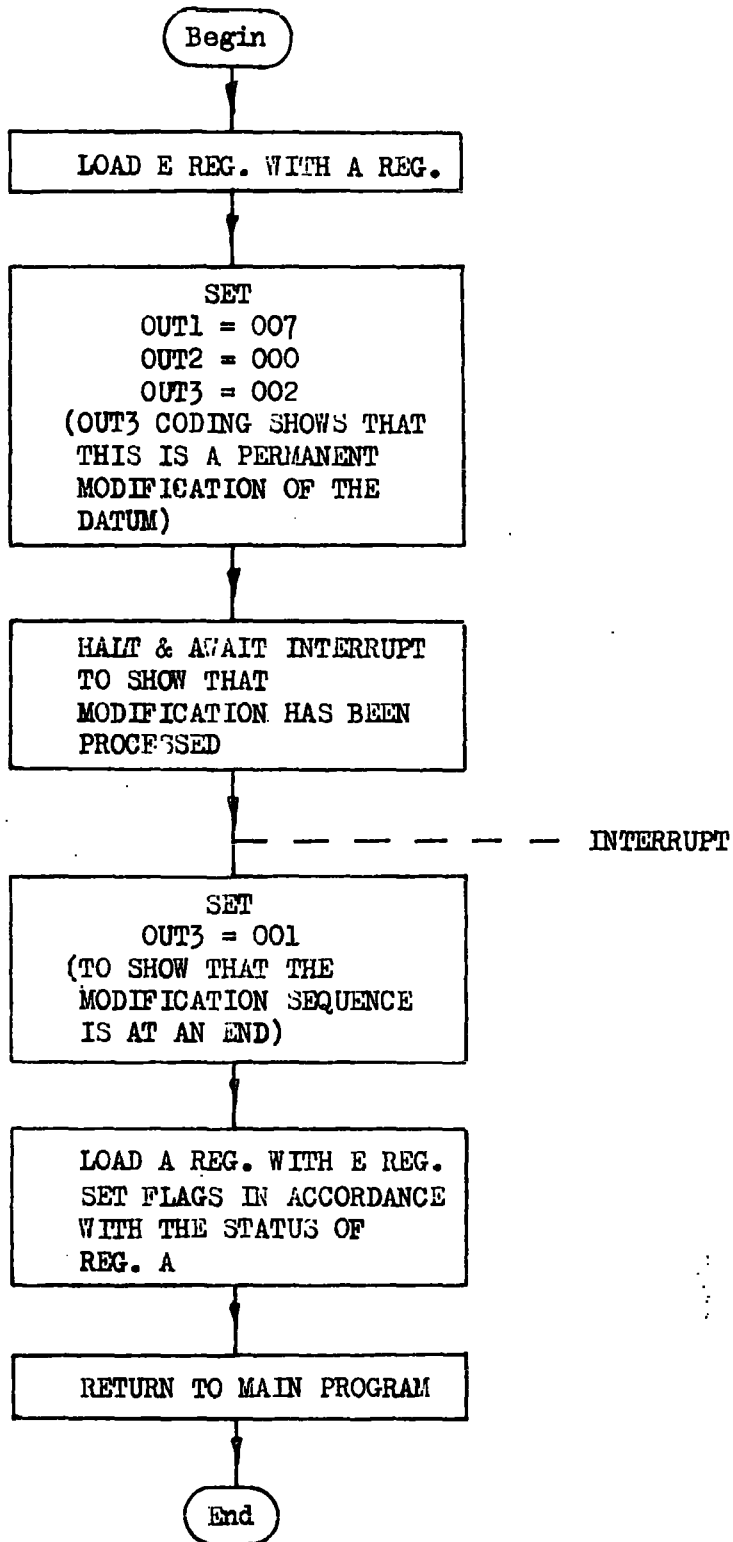 Begin
LOAD E REG. WITH A REG.
SET
OUT1 = 007
OUT2 = 000
OUT3 = 002
(OUT3 CODING SHOWS THAT
THIS IS A PERMANENT
MODIFICATION OF THE
DATUM)
HALT & AWAIT INTERRUPT
TO SHOW THAT
MODIFICATION HAS BEEN
PROCESSED
INTERRUPT
SET
OUT3 = 001
(TO SHOW THAT THE
MODIFICATION SEQUENCE
IS AT AN END)
LOAD A REG. WITH E REG.
SET FLAGS IN ACCORDANCE
WITH THE STATUS OF
REG. A
RETURN TO MAIN PROGRAM
End